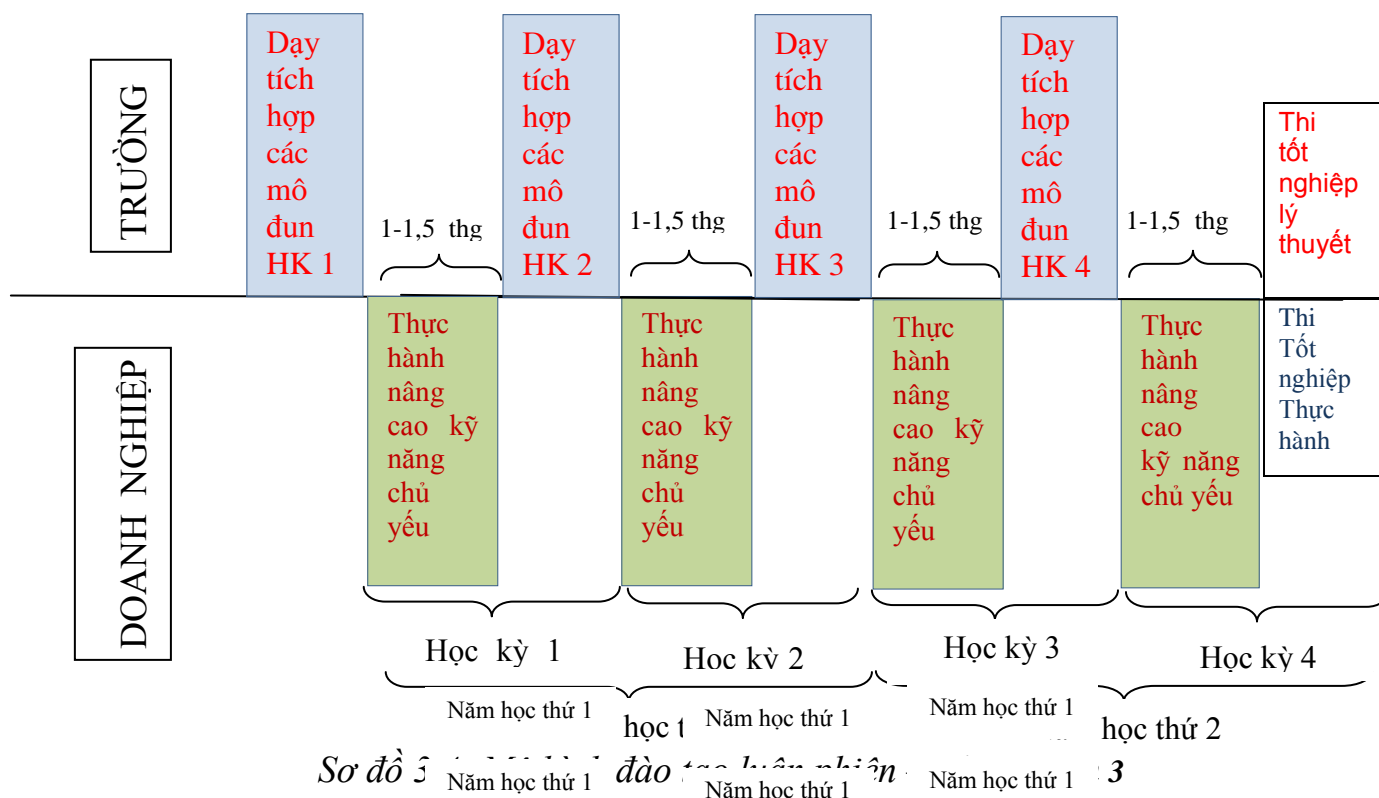 TRƯỜNG
Dạy
tích
hợp
các
mô
đun
HK 1
1-1,5 thg
Dạy
tích
hợp
các
mô
đun
HK 2
1-1,5 thg
Dạy
tích
hợp
các
mô
đun
HK 3
1-1,5 thg
Dạy
tích
hợp
các
mô
đun
HK 4
1-1,5 thg
Thi
tốt
nghiệp
lý
thuyết
DOANH NGHIỆP
Thực
hành
nâng
cao kỹ
năng
chủ
yếu
Thực
hành
nâng
cao kỹ
năng
chủ
yếu
Thực
hành
nâng
cao kỹ
năng
chủ
yếu
Thực
hành
nâng
cao
kỹ năng
chủ yếu
Thi
Tốt
nghiệp
Thực
hành
Học kỳ 1
Học kỳ 2
Học kỳ 3
Học kỳ 4
Năm học thứ 1
Năm học thứ 1
Năm học thứ 1
học
học thứ 2
Sơ đồ đào tạo luân phiên 3
Năm học thứ 1
Năm học thứ 1
Năm học thứ 1